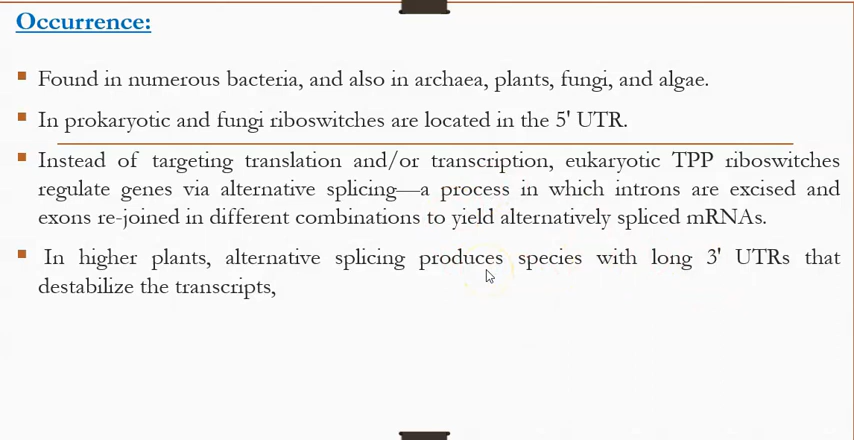 Occurrence:
▪ Found in numerous bacteria, and also in archaea, plants, fungi, and algae.
▪ In prokaryotic and fungi riboswitches are located in the 5' UTR.
▪ Instead of targeting translation and/or transcription, eukaryotic TPP riboswitches
regulate genes via alternative splicing—a process in which introns are excised and
exons re-joined in different combinations to yield alternatively spliced mRNAs.
▪ In higher plants, alternative splicing produces species with long 3' UTRs that
destabilize the transcripts,